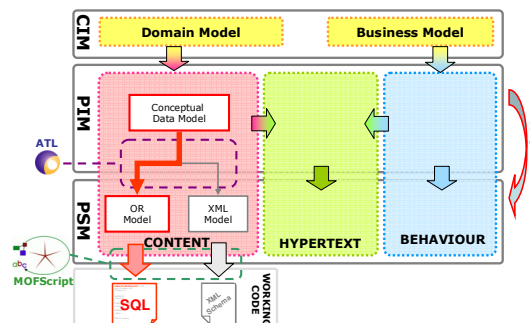 CIM
Domain Model
Business Model
PIM
Conceptual
Data Model
ATL
PSM
OR
Model
XML
Model
CONTENT
HYPERTEXT
BEHAVIOUR
abc
MOFScript
SQL
XML
Schema
WORKING
CODE